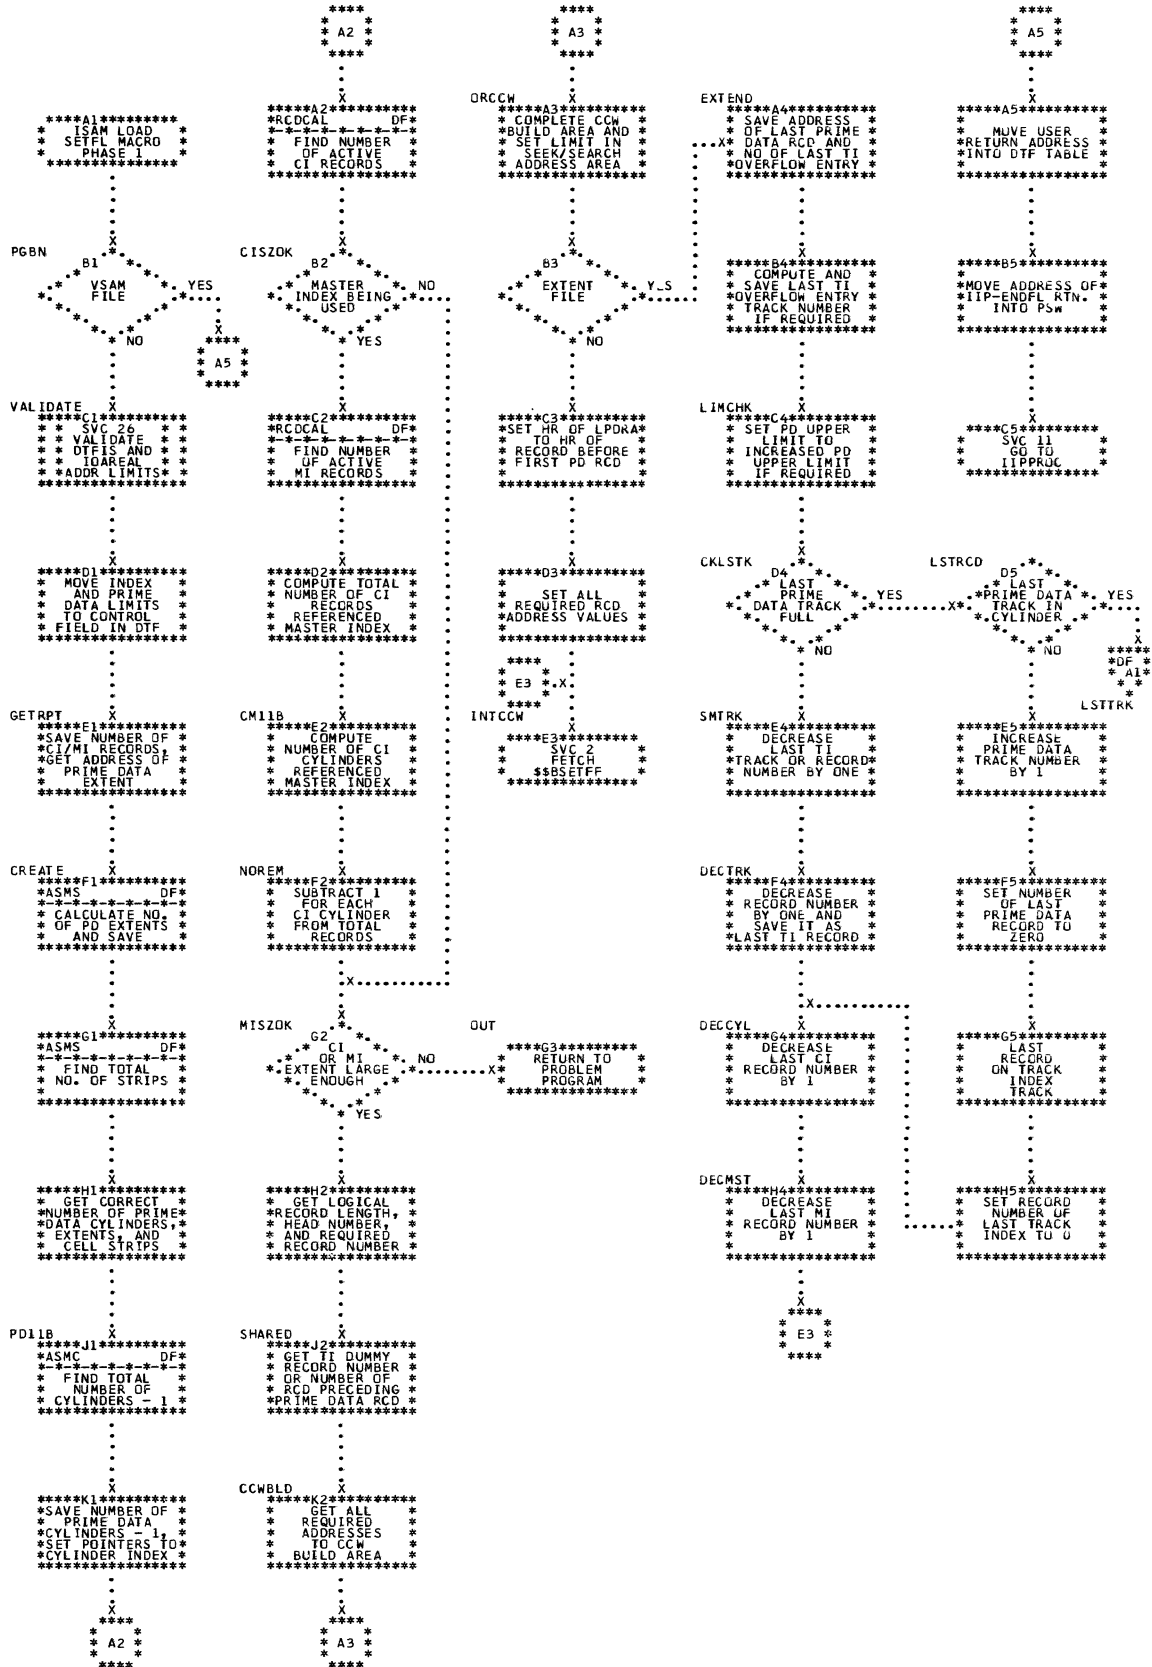 A2
A3
A5
*****A1**********
ISAM LOAD
SETFL MACRO
PHASE 1
PGBN
B1
VSAM
FILE
YES
NO
A5
VALIDATE
*****C1**********
SVC 26
VALIDATE
DTFIS AND
IOAREAL
ADDR LIMITS
*****D1**********
MOVE INDEX
AND PRIME
DATA LIMITS
TO CONTROL
FIELD IN DTF
GETRPT
*****E1**********
SAVE NUMBER OF
CI/MI RECORDS,
GET ADDRESS OF
PRIME DATA
EXTENT
CREATE
*****F1**********
*ASMS DF*
*-*-*-*-*-*-*-*-*
CALCULATE NO.
OF PD EXTENTS
AND SAVE
*****G1**********
*ASMS DF*
*-*-*-*-*-*-*-*-*
FIND TOTAL
NO. OF STRIPS
*****H1**********
GET CORRECT
NUMBER OF PRIME
DATA CYLINDERS,
EXTENTS, AND
CELL STRIPS
PD11B
*****J1**********
*ASMC DF*
*-*-*-*-*-*-*-*-*
FIND TOTAL
NUMBER OF
CYLINDERS - 1
*****K1**********
SAVE NUMBER OF
PRIME DATA
CYLINDERS - 1,
SET POINTERS TO
CYLINDER INDEX
A2
*****A2**********
*RCDCAL DF*
*-*-*-*-*-*-*-*-*
FIND NUMBER
OF ACTIVE
CI RECORDS
CISZOK
B2
MASTER
INDEX BEING
USED
NO
YES
*****C2**********
*RCDCAL DF*
*-*-*-*-*-*-*-*-*
FIND NUMBER
OF ACTIVE
MI RECORDS
*****D2**********
COMPUTE TOTAL
NUMBER OF CI
RECORDS
REFERENCED
MASTER INDEX
CM11B
*****E2**********
COMPUTE
NUMBER OF CI
CYLINDERS
REFERENCED
MASTER INDEX
NOREM
*****F2**********
SUBTRACT 1
FOR EACH
CI CYLINDER
FROM TOTAL
RECORDS
MISZOK
G2
CI
OR MI
EXTENT LARGE
ENOUGH
NO
YES
*****H2**********
GET LOGICAL
RECORD LENGTH,
HEAD NUMBER,
AND REQUIRED
RECORD NUMBER
SHARED
*****J2**********
GET TI DUMMY
RECORD NUMBER
OR NUMBER OF
RCD PRECEDING
PRIME DATA RCD
CCWBLD
*****K2**********
GET ALL
REQUIRED
ADDRESSES
TO CCW
BUILD AREA
A3
ORCCW
*****A3**********
COMPLETE CCW
BUILD AREA AND
SET LIMIT IN
SEEK/SEARCH
ADDRESS AREA
B3
EXTENT
FILE
YES
NO
*****C3**********
SET HR OF LPDRA
TO HR OF
RECORD BEFORE
FIRST PD RCD
*****D3**********
SET ALL
REQUIRED RCD
ADDRESS VALUES
E3
INTCCW
*****E3**********
SVC 2
FETCH
$$BSETFF
OUT
*****G3**********
RETURN TO
PROBLEM
PROGRAM
EXTEND
*****A4**********
SAVE ADDRESS
OF LAST PRIME
DATA RCD AND
NO OF LAST TI
OVERFLOW ENTRY
*****B4**********
COMPUTE AND
SAVE LAST TI
OVERFLOW ENTRY
TRACK NUMBER
IF REQUIRED
LIMCHK
*****C4**********
SET PD UPPER
LIMIT TO
INCREASED PD
UPPER LIMIT
IF REQUIRED
CKLSTK
D4
LAST
PRIME
DATA TRACK
FULL
YES
NO
SMTRK
*****E4**********
DECREASE
LAST TI
TRACK OR RECORD
NUMBER BY ONE
DECTRK
*****F4**********
DECREASE
RECORD NUMBER
BY ONE AND
SAVE IT AS
LAST TI RECORD
DECCYL
*****G4**********
DECREASE
LAST CI
RECORD NUMBER
BY 1
DECMST
*****H4**********
DECREASE
LAST MI
RECORD NUMBER
BY 1
E3
*****A5**********
MOVE USER
RETURN ADDRESS
INTO DTF TABLE
*****B5**********
MOVE ADDRESS OF
IIP-ENDFL RTN.
INTO PSW
*****C5**********
SVC 11
GO TO
IIPPROC
LSTRCD
D5
LAST
PRIME DATA
TRACK IN
CYLINDER
YES
NO
DF
A1
LSTTRK
*****E5**********
INCREASE
PRIME DATA
TRACK NUMBER
BY 1
*****F5**********
SET NUMBER
OF LAST
PRIME DATA
RECORD TO
ZERO
*****G5**********
LAST
RECORD
ON TRACK
INDEX
TRACK
*****H5**********
SET RECORD
NUMBER OF
LAST TRACK
INDEX TO 0